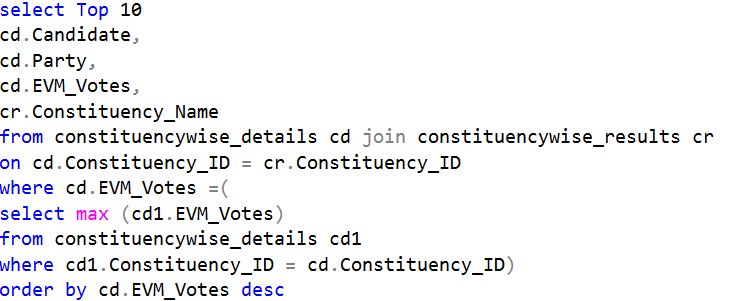 select Top 10
cd.Candidate,
cd.Party,
cd.EVM_Votes,
cr.Constituency_Name
from constituencywise_details cd join constituencywise_results cr
on cd.Constituency_ID = cr.Constituency_ID
where cd.EVM_Votes =(
select max (cd1.EVM_Votes)
from constituencywise_details cd1
where cd1.Constituency_ID = cd.Constituency_ID)
order by cd.EVM_Votes desc